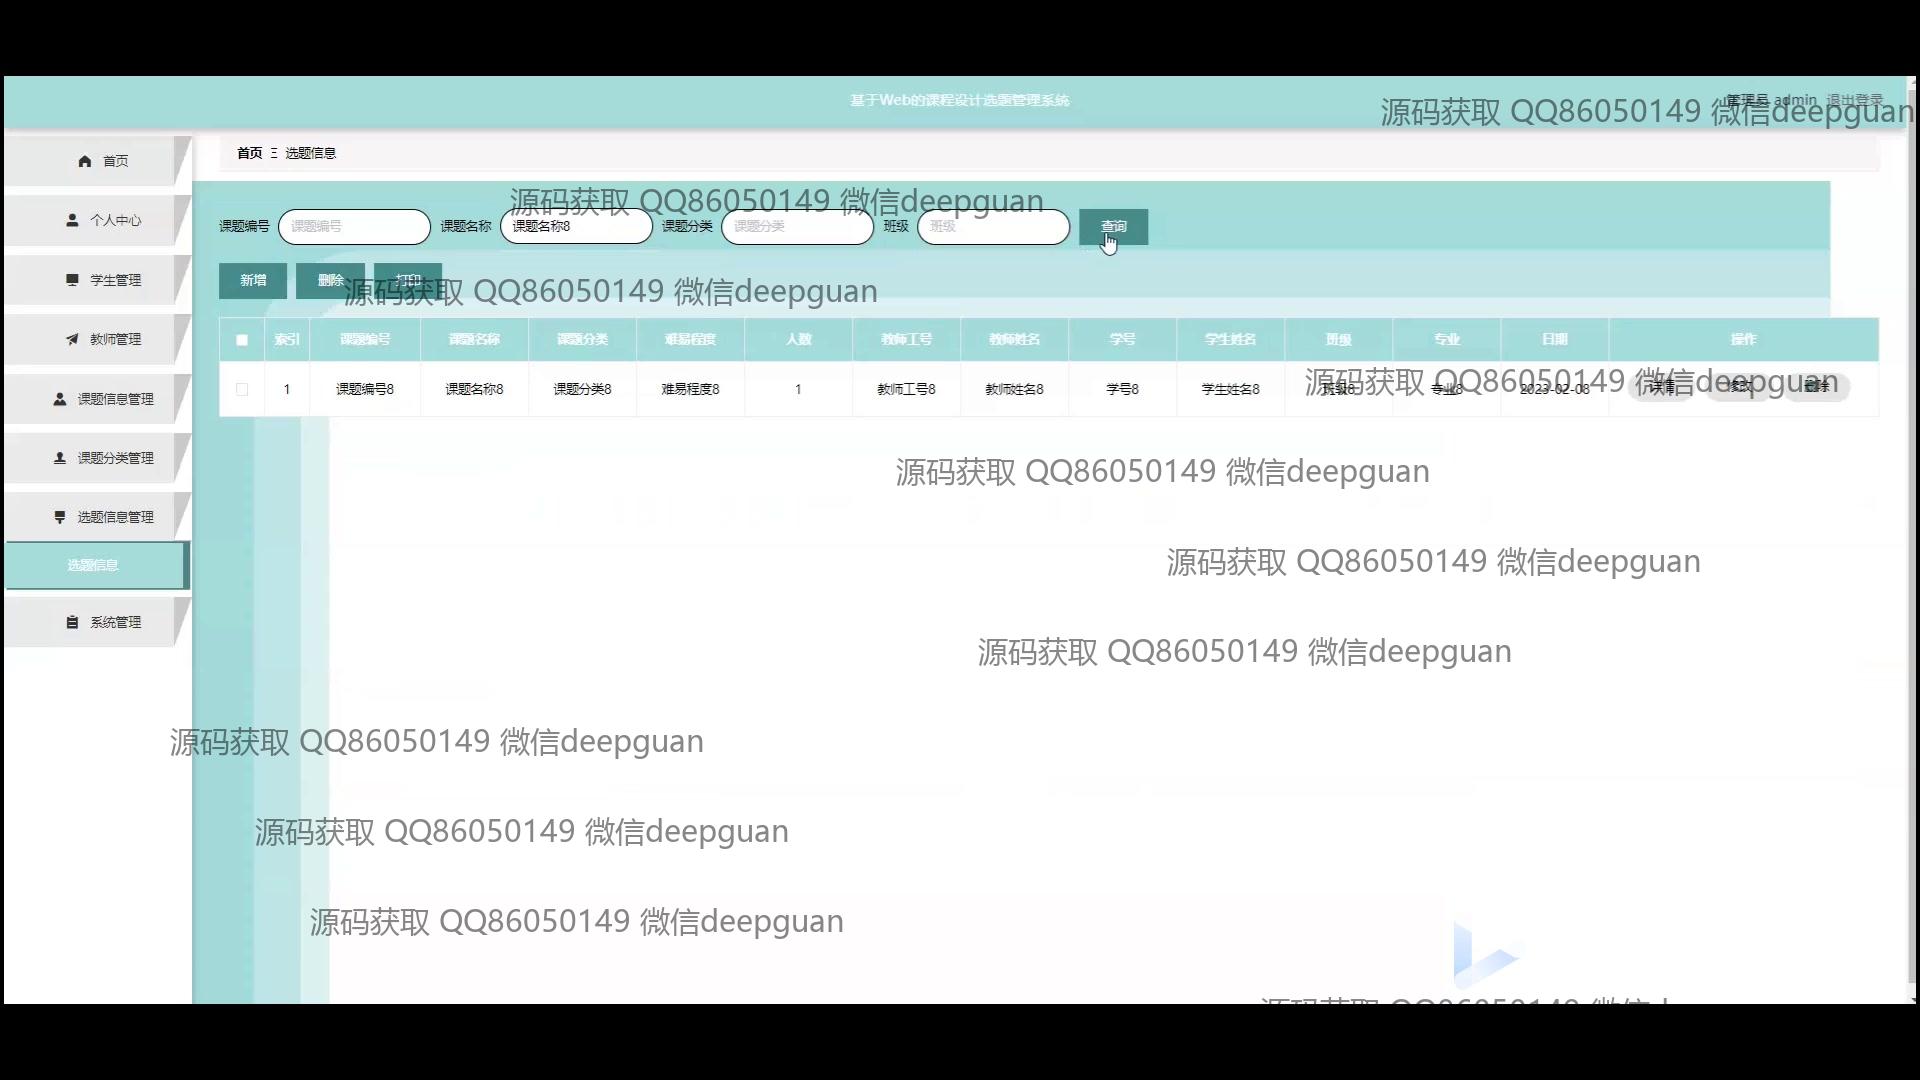 基于Web的课程设计选题管理系统
管理员 admin 退出登录
源码获取 QQ86050149 微信deepguan
首页
首页 Ξ 选题信息
个人中心
源码获取 QQ86050149 微信deepguan
课题编号 课题编号 课题名称 课题名称8 课题分类 课题分类 班级 班级 查询
学生管理
新增 删除 打印
源码获取 QQ86050149 微信deepguan
教师管理
索引 课题编号 课题名称 课题分类 难易程度 人数 教师工号 教师姓名 学号 学生姓名 班级 专业 日期 操作
1 课题编号8 课题名称8 课题分类8 难易程度8 1 教师工号8 教师姓名8 学号8 学生姓名8 班级8 专业8 2023-02-08 详情 修改 删除
源码获取 QQ86050149 微信deepguan
课题信息管理
课题分类管理
源码获取 QQ86050149 微信deepguan
选题信息管理
选题信息
源码获取 QQ86050149 微信deepguan
系统管理
源码获取 QQ86050149 微信deepguan
源码获取 QQ86050149 微信deepguan
源码获取 QQ86050149 微信deepguan
源码获取 QQ86050149 微信deepguan